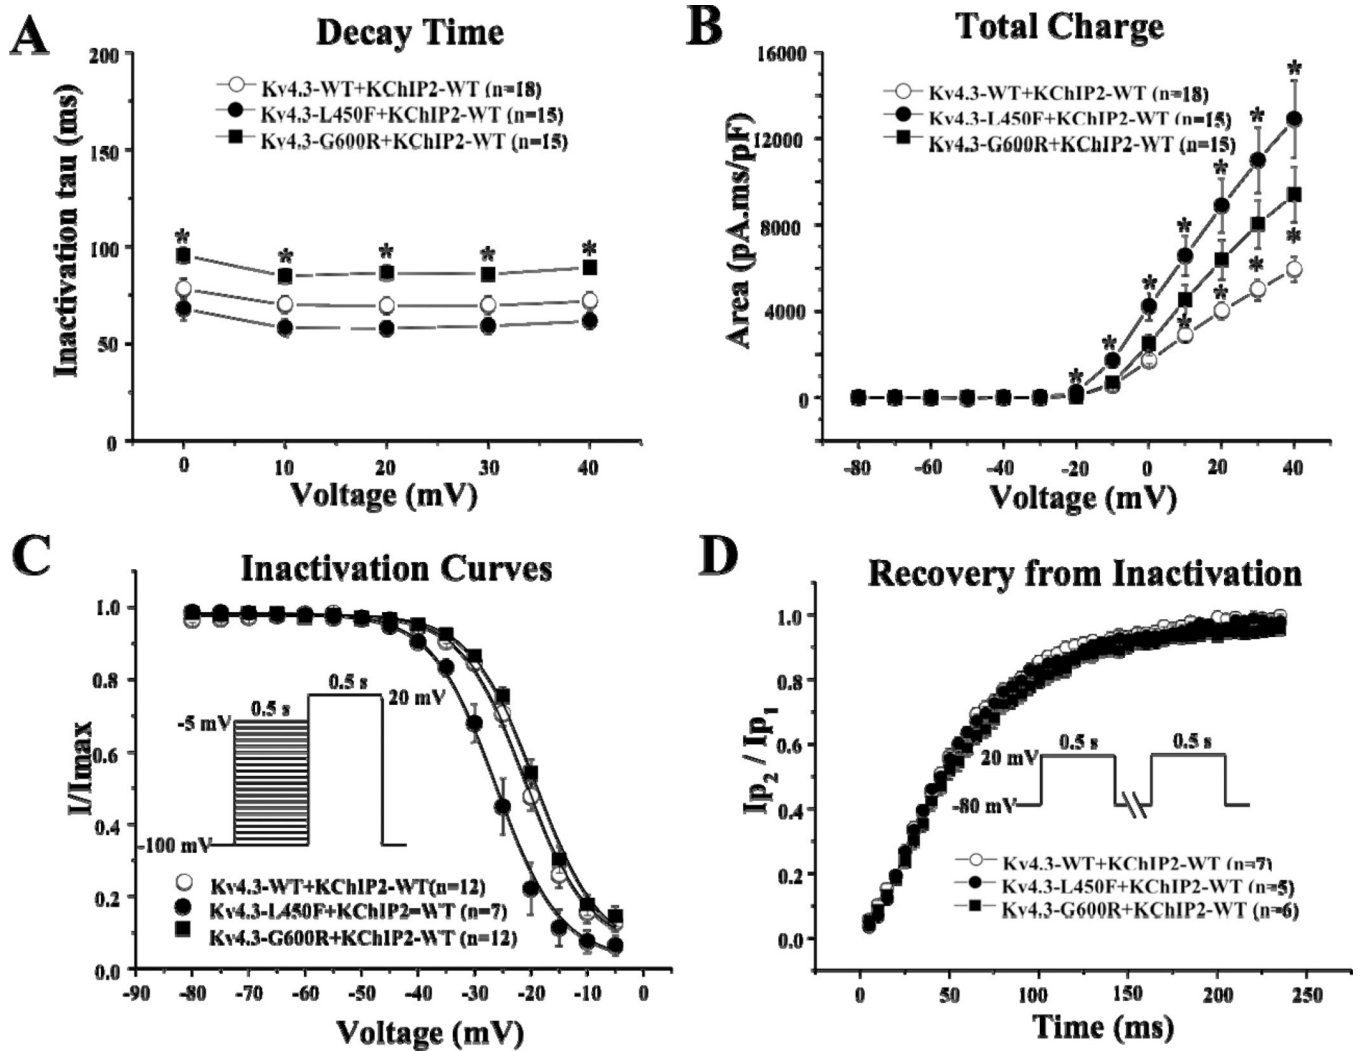 A
Decay Time
200
150
100
50
0
Inactivation tau (ms)
Kv4.3-WT+KChIP2-WT (n=18)
Kv4.3-L450F+KChIP2-WT (n=15)
Kv4.3-G600R+KChIP2-WT (n=15)
* * * * *
0 10 20 30 40
Voltage (mV)
B
Total Charge
16000
12000
8000
4000
0
Area (pA.ms/pF)
Kv4.3-WT+KChIP2-WT (n=18)
Kv4.3-L450F+KChIP2-WT (n=15)
Kv4.3-G600R+KChIP2-WT (n=15)
* * * * * * *
* * * *
-80 -60 -40 -20 0 20 40
Voltage (mV)
C
Inactivation Curves
1.0
0.8
0.6
0.4
0.2
0.0
I/Imax
0.5 s
20 mV
-5 mV
0.5 s
-100 mV
Kv4.3-WT+KChIP2-WT(n=12)
Kv4.3-L450F+KChIP2=WT (n=7)
Kv4.3-G600R+KChIP2-WT (n=12)
-90 -80 -70 -60 -50 -40 -30 -20 -10 0
Voltage (mV)
D
Recovery from Inactivation
1.0
0.8
0.6
0.4
0.2
0.0
Ip2 / Ip1
20 mV
0.5 s
0.5 s
-80 mV
Kv4.3-WT+KChIP2-WT (n=7)
Kv4.3-L450F+KChIP2-WT (n=5)
Kv4.3-G600R+KChIP2-WT (n=6)
0 50 100 150 200 250
Time (ms)